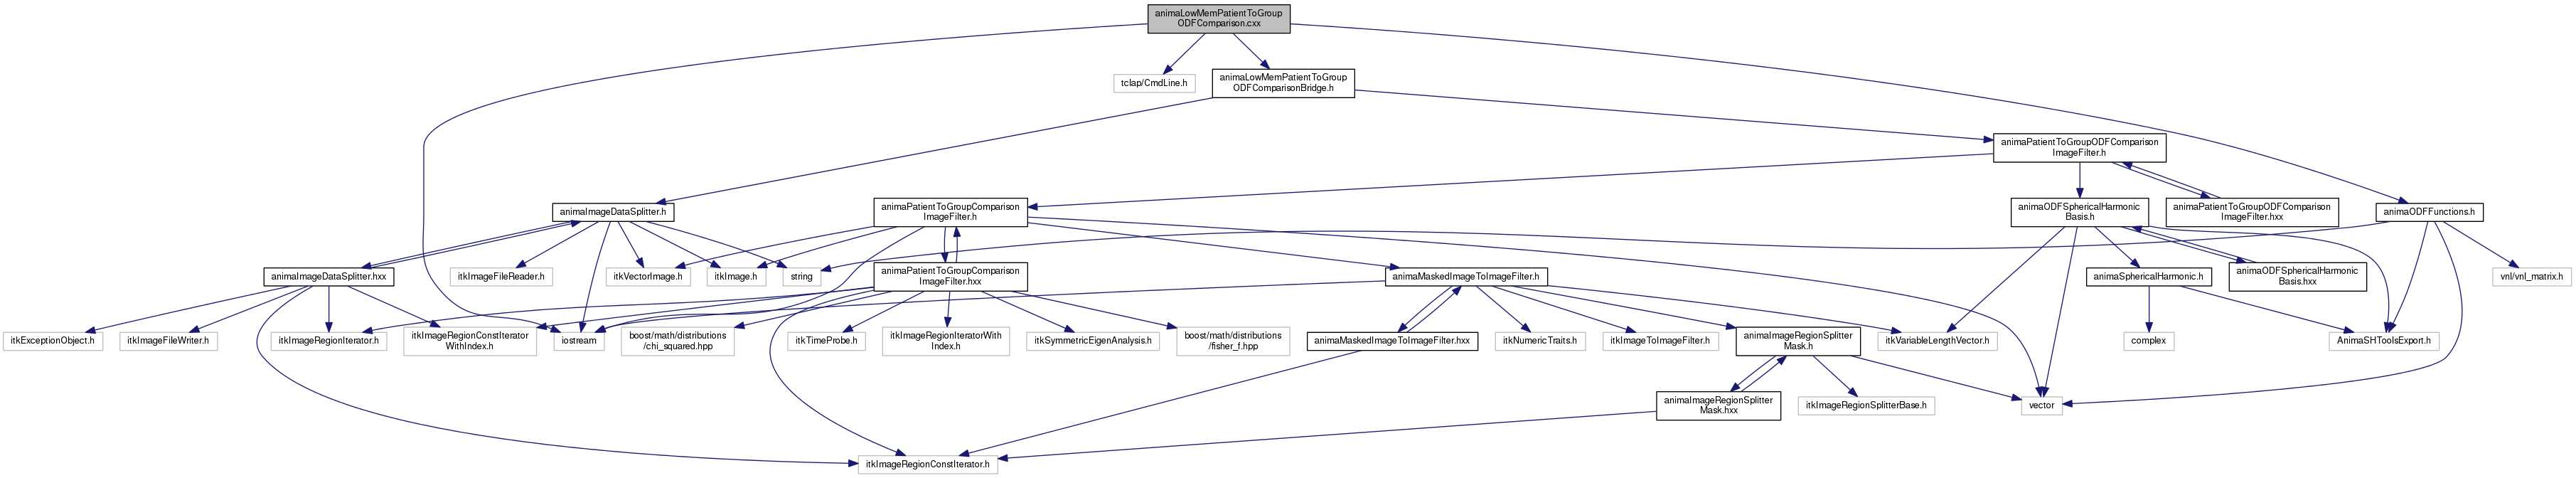 animaLowMemPatientToGroup
ODFComparison.cxx
tclap/CmdLine.h
animaLowMemPatientToGroup
ODFComparisonBridge.h
animaPatientToGroupODFComparison
ImageFilter.h
animaImageDataSplitter.h
animaPatientToGroupComparison
ImageFilter.h
animaODFSphericalHarmonic
Basis.h
animaPatientToGroupODFComparison
ImageFilter.hxx
animaODFFunctions.h
animaImageDataSplitter.hxx
itkImageFileReader.h
itkVectorImage.h
itkImage.h
string
animaPatientToGroupComparison
ImageFilter.hxx
animaMaskedImageToImageFilter.h
animaSphericalHarmonic.h
animaODFSphericalHarmonic
Basis.hxx
vnl/vnl_matrix.h
itkExceptionObject.h
itkImageFileWriter.h
itkImageRegionIterator.h
itkImageRegionConstIterator
WithIndex.h
iostream
boost/math/distributions
/chi_squared.hpp
itkTimeProbe.h
itkImageRegionIteratorWith
Index.h
itkSymmetricEigenAnalysis.h
boost/math/distributions
/fisher_f.hpp
animaMaskedImageToImageFilter.hxx
itkNumericTraits.h
itkImageToImageFilter.h
animaImageRegionSplitter
Mask.h
itkVariableLengthVector.h
complex
AnimaSHToolsExport.h
animaImageRegionSplitter
Mask.hxx
itkImageRegionSplitterBase.h
vector
itkImageRegionConstIterator.h